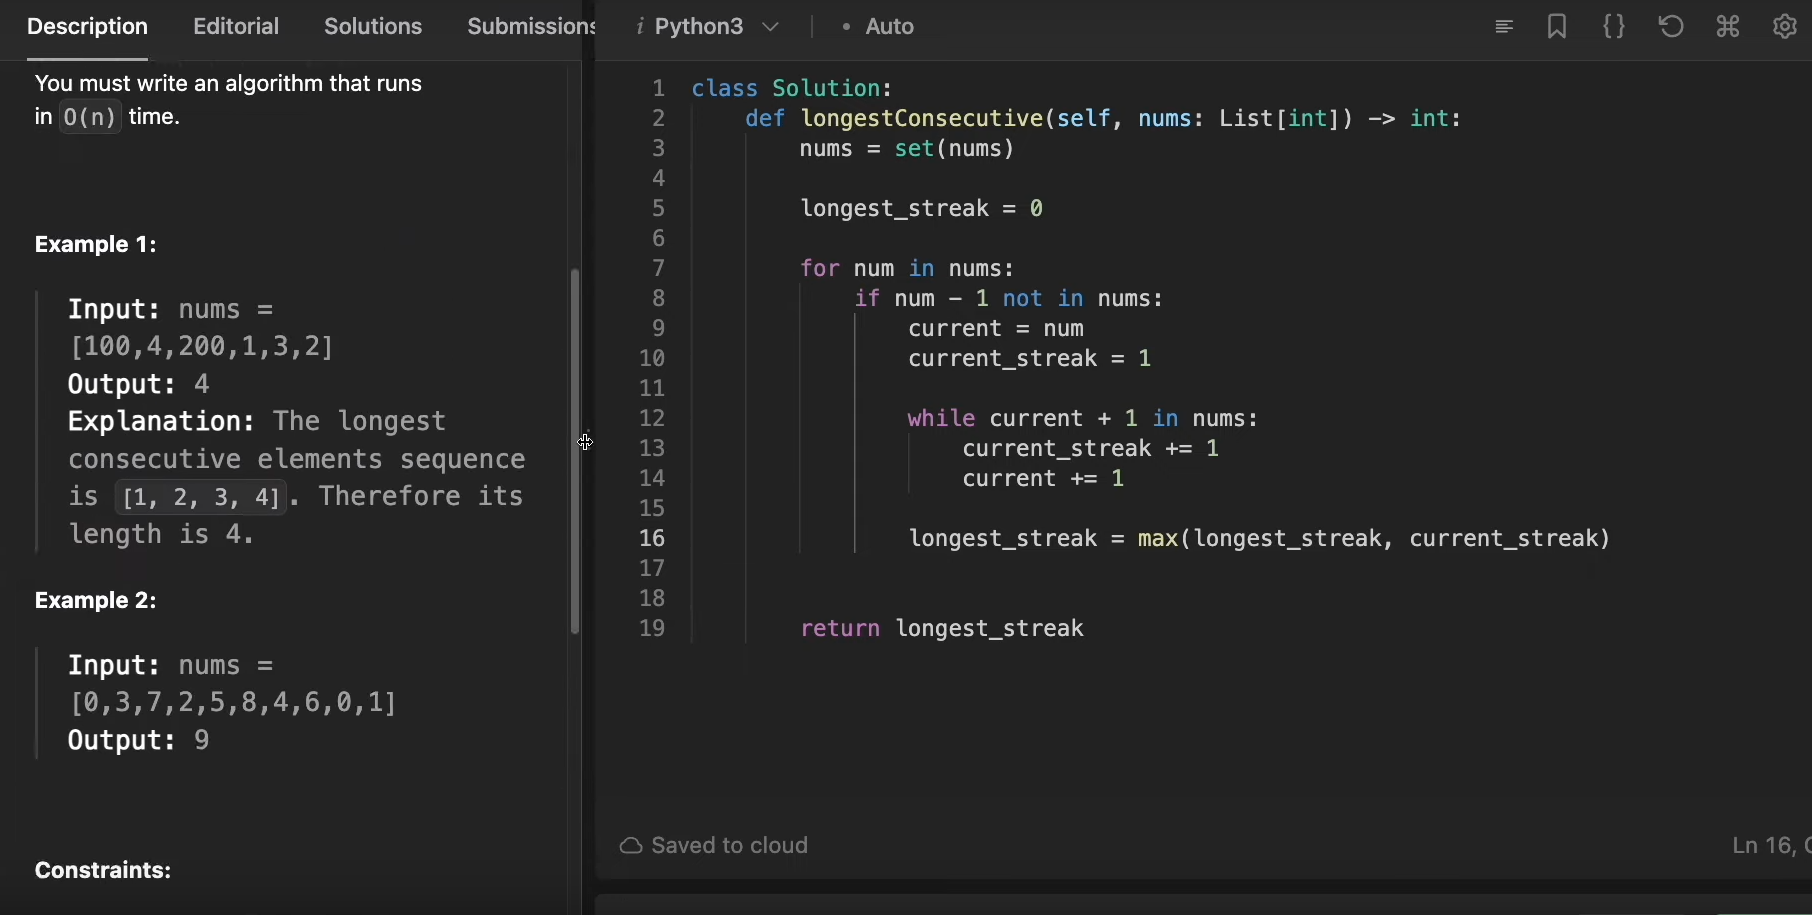 Description Editorial Solutions Submissions
You must write an algorithm that runs
in O(n) time.
Example 1:
Input: nums =
[100,4,200,1,3,2]
Output: 4
Explanation: The longest
consecutive elements sequence
is [1, 2, 3, 4]. Therefore its
length is 4.
Example 2:
Input: nums =
[0,3,7,2,5,8,4,6,0,1]
Output: 9
Constraints:
i Python3 • Auto
1 class Solution:
2 def longestConsecutive(self, nums: List[int]) -> int:
3 nums = set(nums)
4
5 longest_streak = 0
6
7 for num in nums:
8 if num - 1 not in nums:
9 current = num
10 current_streak = 1
11
12 while current + 1 in nums:
13 current_streak += 1
14 current += 1
15
16 longest_streak = max(longest_streak, current_streak)
17
18
19 return longest_streak
Saved to cloud
Ln 16,